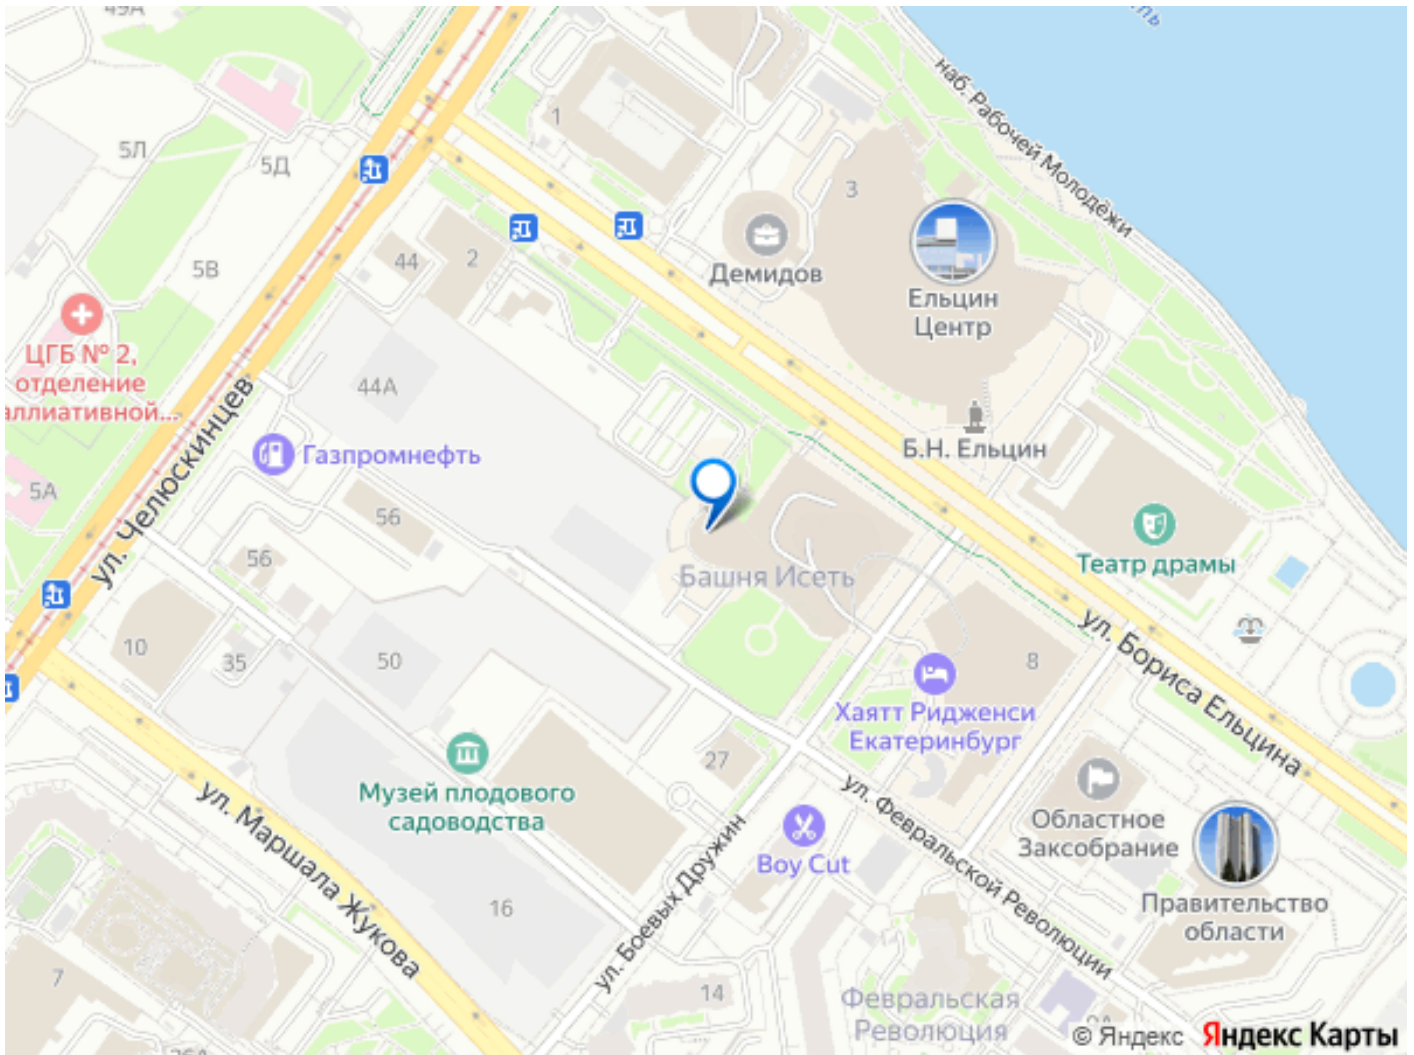 49А
наб. Рабочей Молодёжи
1
5Л
5Д
3
44
2
5В
Демидов
Ельцин
Центр
ЦГБ № 2,
отделение
аллиативной...
44А
ул. Челюскинцев
Газпромнефть
Б.Н. Ельцин
5А
56
56
Башня Исеть
Театр драмы
ул. Бориса Ельцина
10
35
50
8
Хаятт Ридженси
Екатеринбург
27
Музей плодового
садоводства
ул. Маршала Жукова
ул. Боевых Дружин
Boy Cut
ул. Февральской Революции
Областное
Заксобрание
Правительство
области
16
7
14
Февральская
Революция
© Яндекс
Яндекс Карты